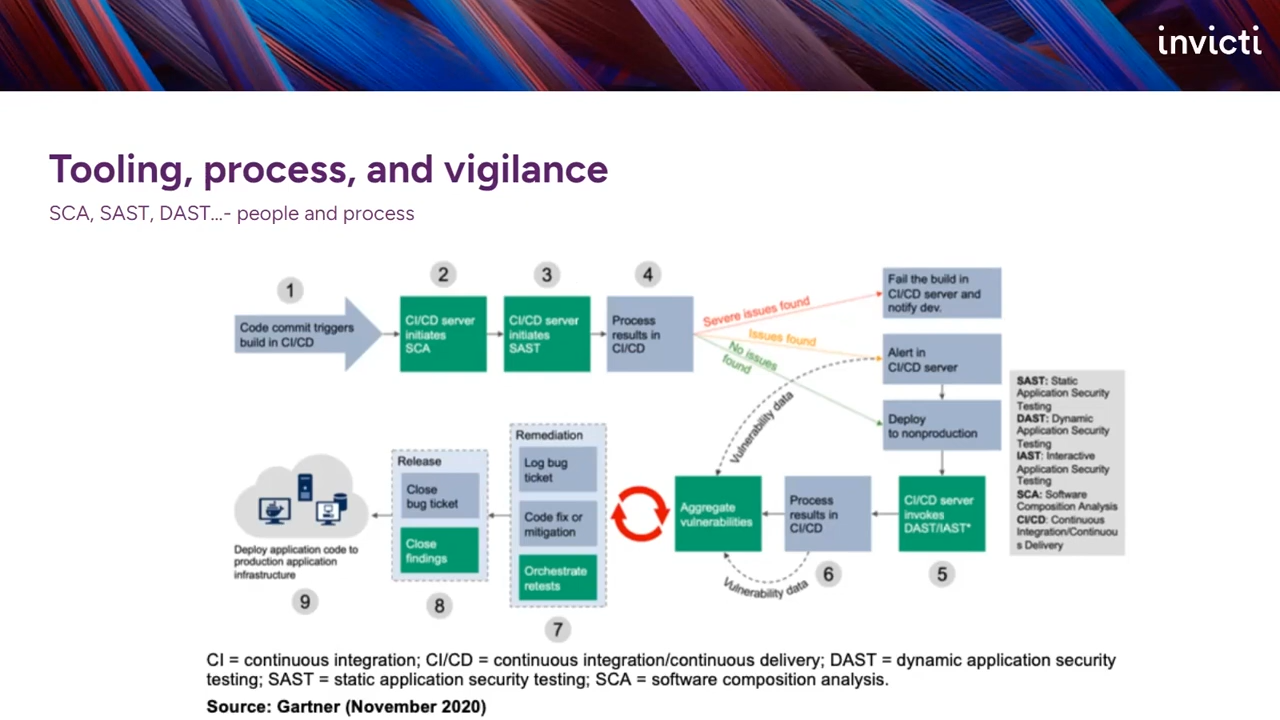 invicti
Tooling, process, and vigilance
SCA, SAST, DAST...- people and process
1
Code commit triggers
build in CI/CD
2
CI/CD server
initiates
SCA
3
CI/CD server
initiates
SAST
4
Process
results in
CI/CD
Severe issues found
Issues found
No issues
found
Fail the build in
CI/CD server and
notify dev.
Alert in
CI/CD server
Deploy
to nonproduction
SAST: Static
Application Security
Testing
DAST: Dynamic
Application Security
Testing
IAST: Interactive
Application Security
Testing
SCA: Software
Composition Analysis
CI/CD: Continuous
Integration/Continuou
s Delivery
CI/CD server
invokes
DAST/IAST*
5
Process
results in
CI/CD
6
Vulnerability data
Vulnerability data
Aggregate
vulnerabilities
Remediation
Log bug
ticket
Code fix or
mitigation
Orchestrate
retests
7
Release
Close
bug ticket
Close
findings
8
Deploy application code to
production application
infrastructure
9
CI = continuous integration; CI/CD = continuous integration/continuous delivery; DAST = dynamic application security
testing; SAST = static application security testing; SCA = software composition analysis.
Source: Gartner (November 2020)